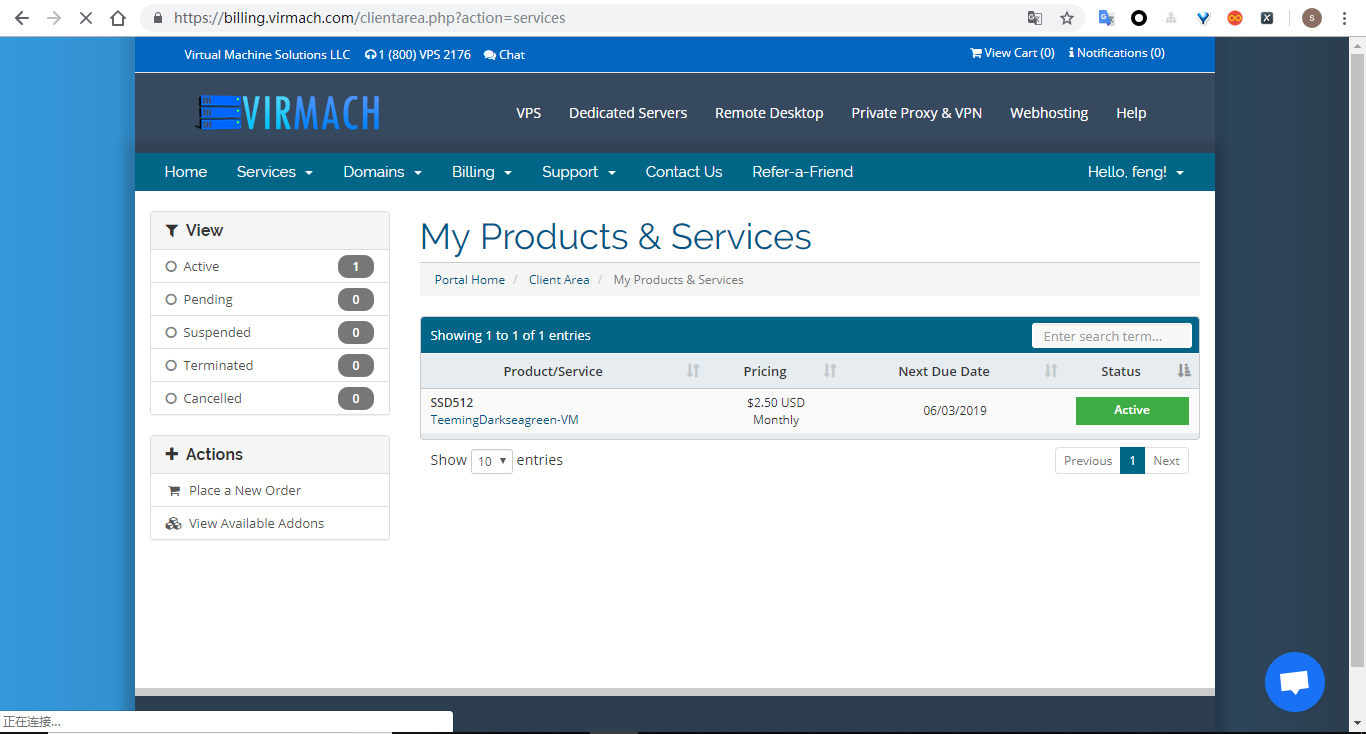 https://billing.virmach.com/clientarea.php?action=services
S
Virtual Machine Solutions LLC 1 (800) VPS 2176 Chat View Cart (0) Notifications (0)
VIRMACH VPS Dedicated Servers Remote Desktop Private Proxy & VPN Webhosting Help
Home Services Domains Billing Support Contact Us Refer-a-Friend Hello, feng!
View
Active 1
Pending 0
Suspended 0
Terminated 0
Cancelled 0
Actions
Place a New Order
View Available Addons
My Products & Services
Portal Home / Client Area / My Products & Services
Showing 1 to 1 of 1 entries Enter search term...
Product/Service Pricing Next Due Date Status
SSD512 $2.50 USD 06/03/2019 Active
TeemingDarkseagreen-VM Monthly
Show 10 entries Previous 1 Next
正在连接...